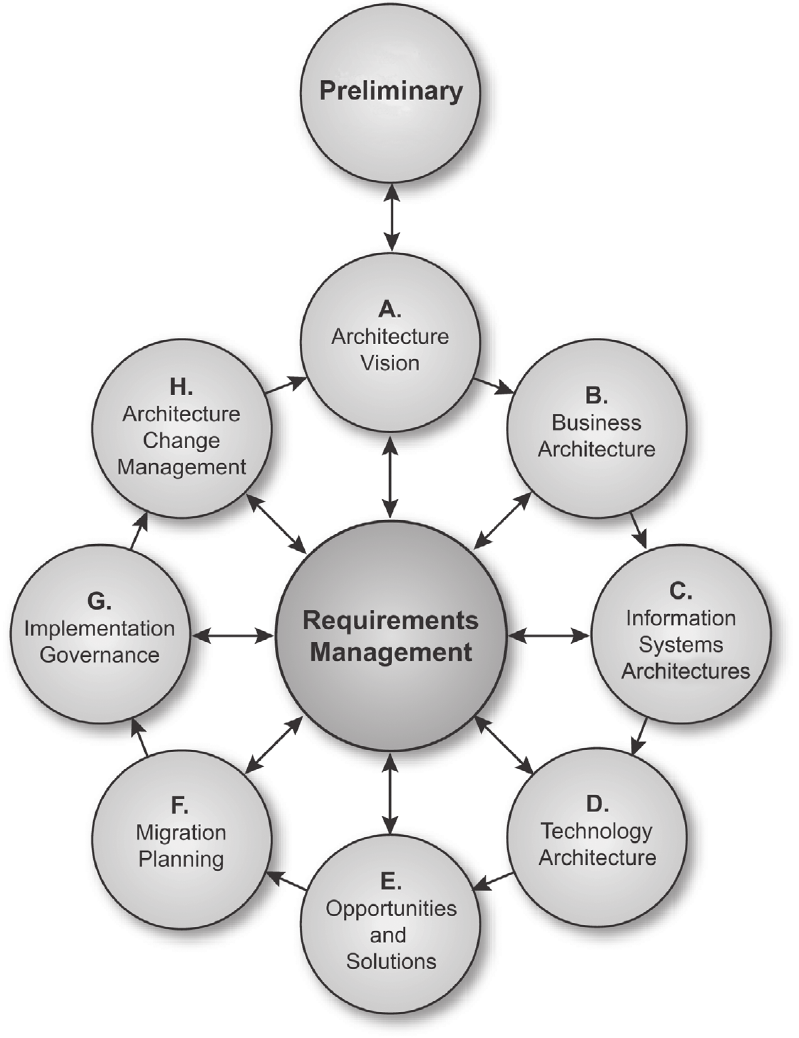 Preliminary
A.
Architecture
Vision
B.
Business
Architecture
C.
Information
Systems
Architectures
D.
Technology
Architecture
E.
Opportunities
and
Solutions
F.
Migration
Planning
G.
Implementation
Governance
H.
Architecture
Change
Management
Requirements
Management